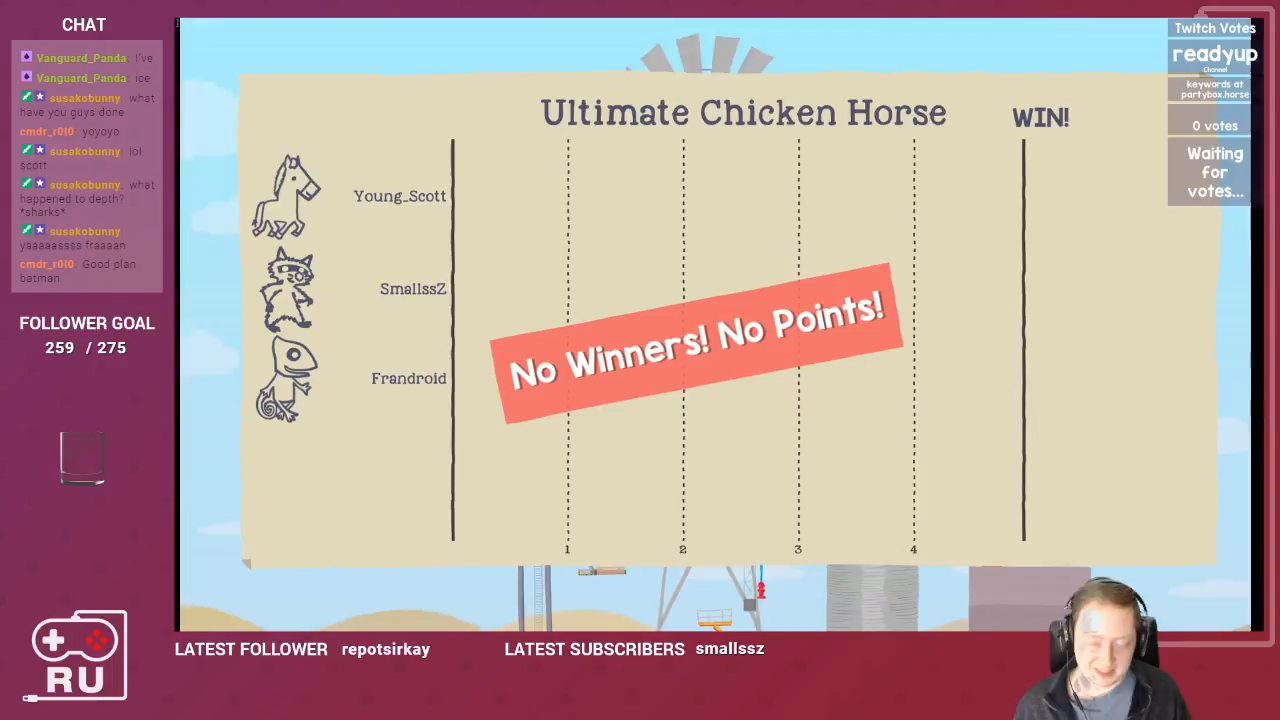 CHAT
Vanguard_Panda: I've
Vanguard_Panda: ice
susakobunny: what
have you guys done
cmdr_r0l0: yoyoyo
susakobunny: lol
scott
susakobunny: what
happened to depth?
*sharks*
susakobunny:
yaaaaassss fraaaan
cmdr_r0l0: Good plan
batman
FOLLOWER GOAL
259 / 275
RU
Ultimate Chicken Horse
WIN!
Young_Scott
SmallssZ
Frandroid
No Winners! No Points!
1 2 3 4
Twitch Votes
readyup
Channel
keywords at
partybox.horse
0 votes
Waiting
for
votes...
LATEST FOLLOWER repotsirkay
LATEST SUBSCRIBERS smallssz